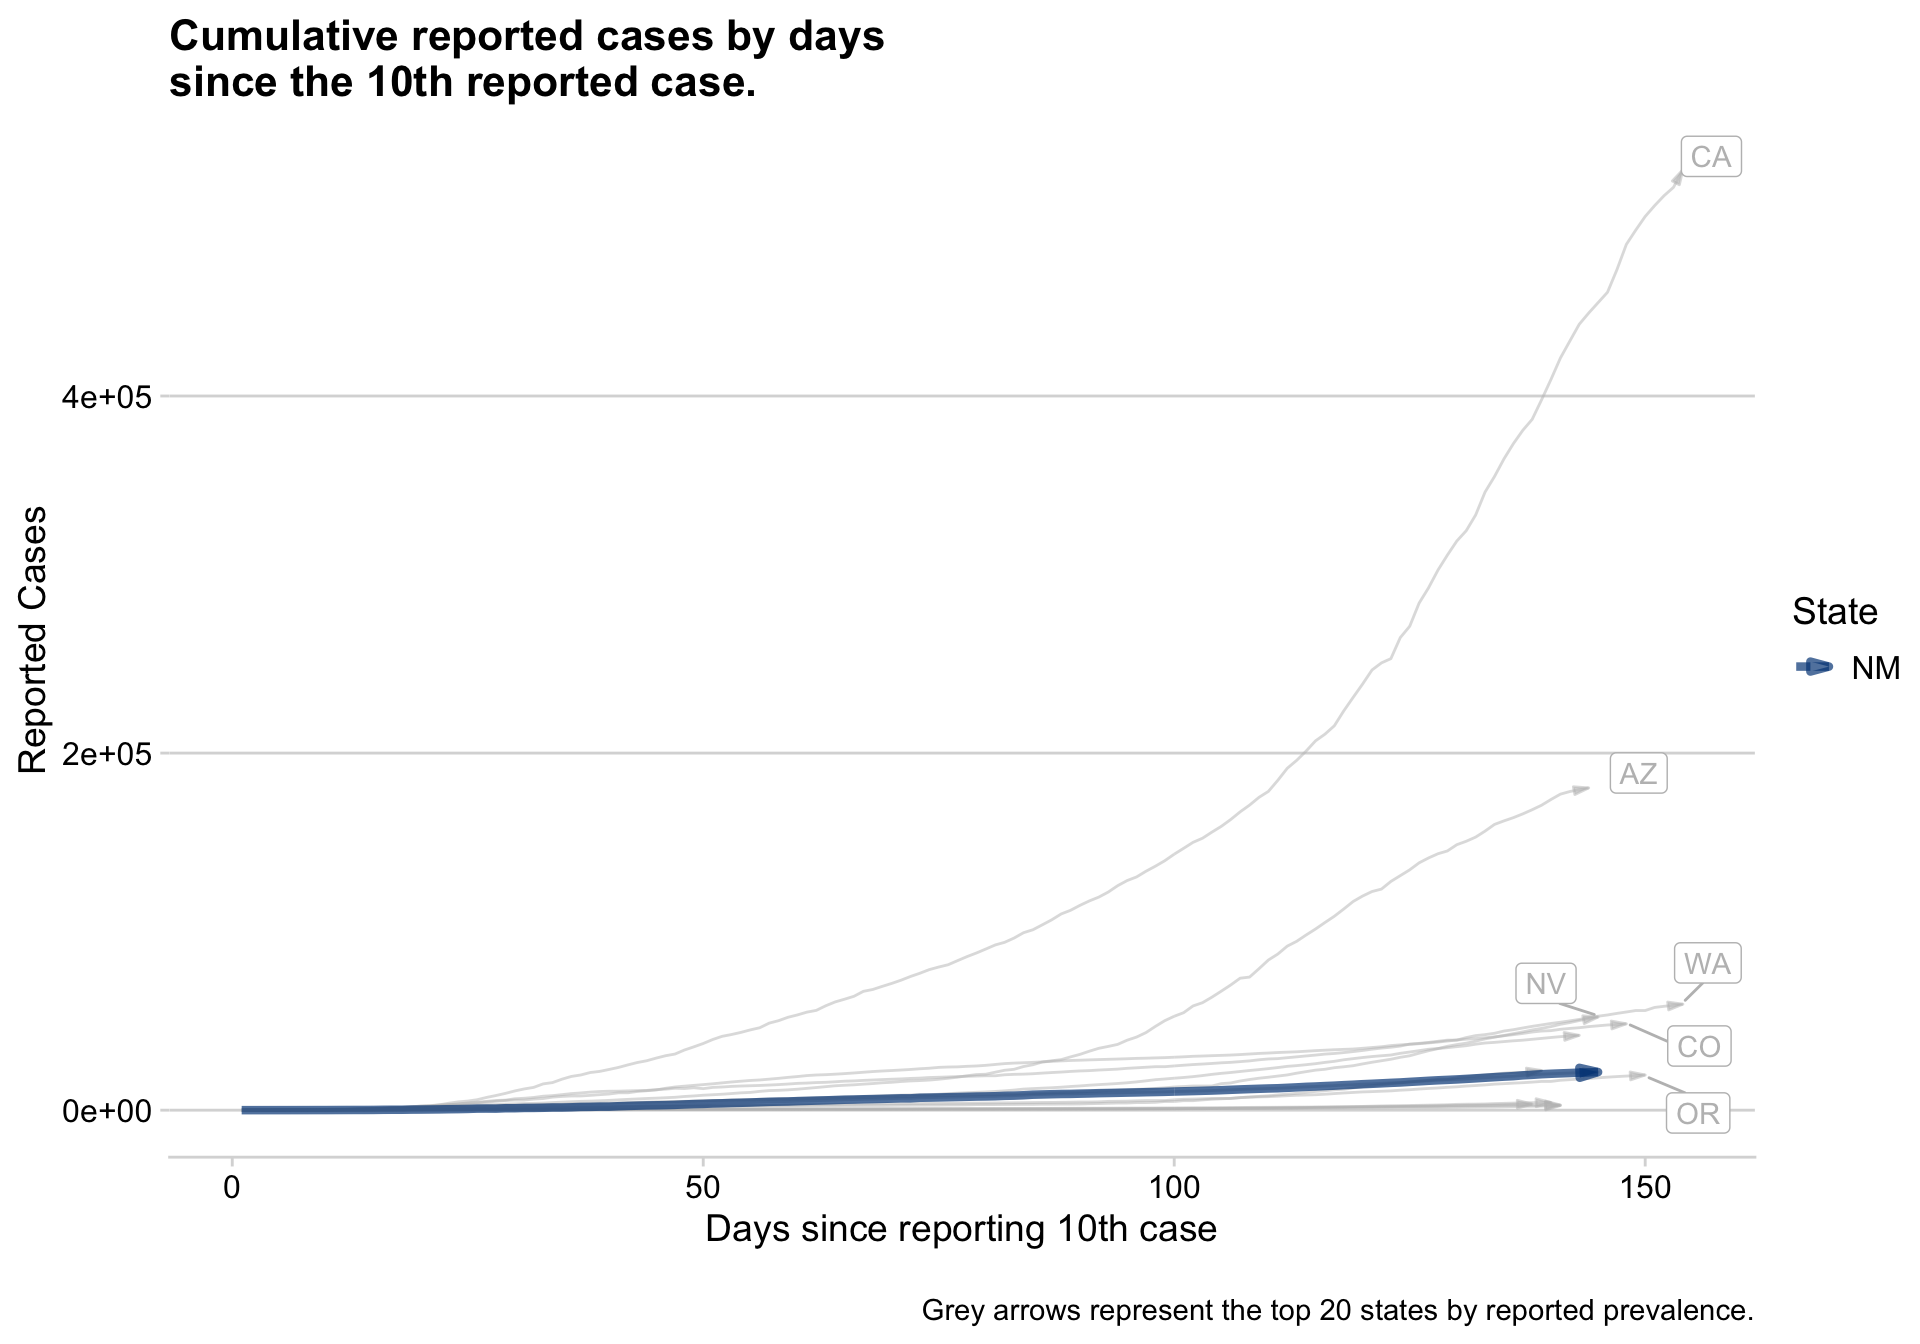 Cumulative reported cases by days
since the 10th reported case.
CA
4e+05
Reported Cases
State
NM
2e+05
AZ
WA
NV
CO
0e+00
OR
0
50
100
150
Days since reporting 10th case
Grey arrows represent the top 20 states by reported prevalence.